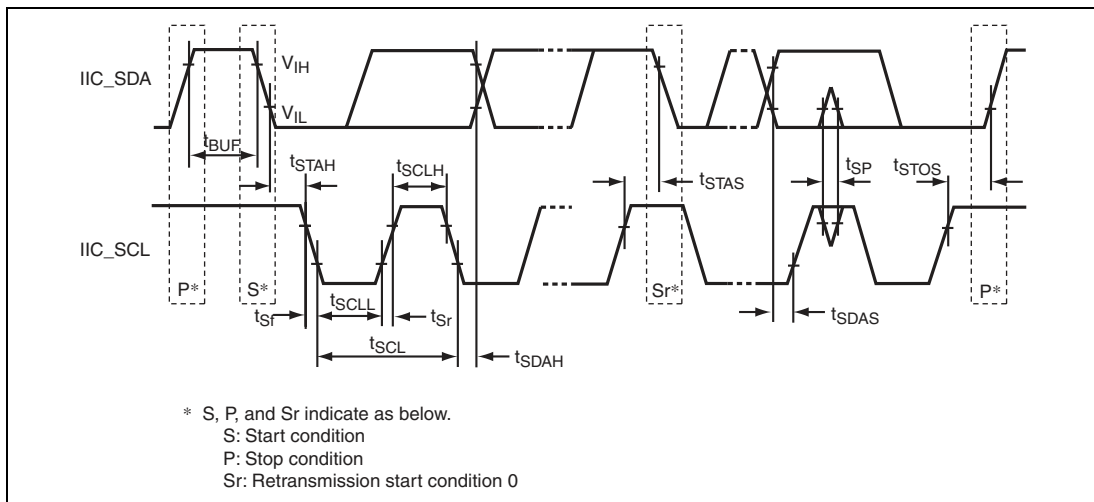 IIC_SDA
VIH
VIL
tBUF
tSTAH
tSCLH
tSTAS
tSP
tSTOS
IIC_SCL
P*
S*
Sr*
P*
tSf
tSCLL
tSr
tSDAS
tSCL
tSDAH
* S, P, and Sr indicate as below.
S: Start condition
P: Stop condition
Sr: Retransmission start condition 0